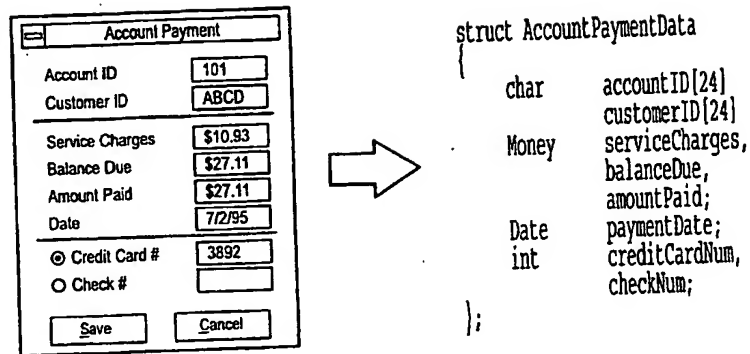 Account Payment
Account ID 101
Customer ID ABCD
Service Charges $10.93
Balance Due $27.11
Amount Paid $27.11
Date 7/2/95
Credit Card # 3892
Check #
Save Cancel
struct AccountPaymentData
{
char accountID[24]
customerID[24]
Money serviceCharges,
balanceDue,
amountPaid;
Date paymentDate;
int creditCardNum,
checkNum;
};